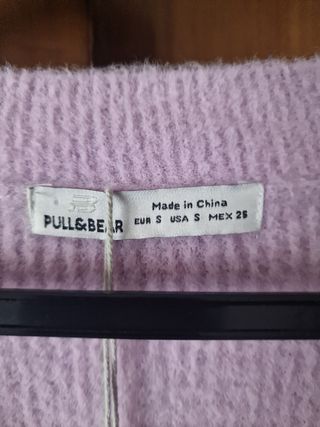 Made in China
PULL&BEAR
EUR S USA S MEX 26